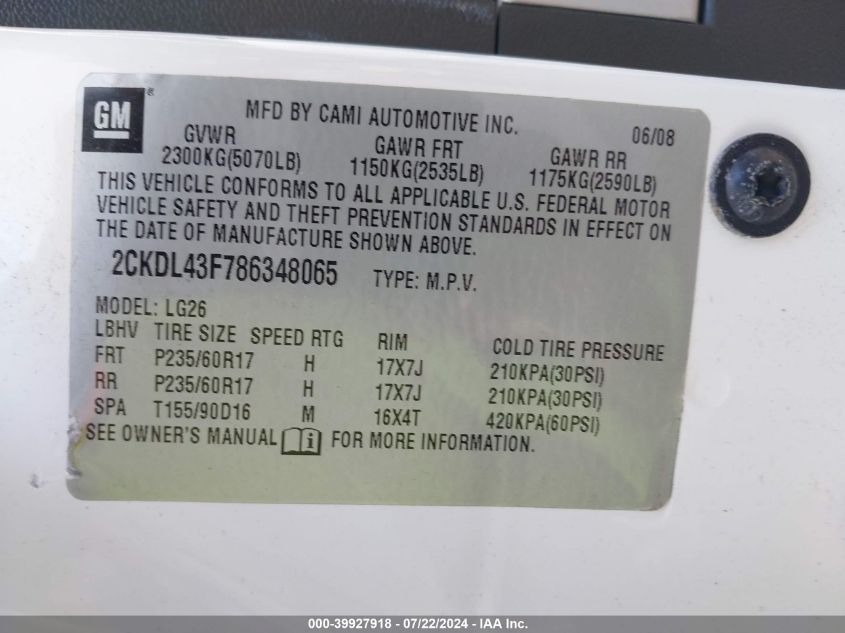 GM ®
MFD BY CAMI AUTOMOTIVE INC. 06/08
GVWR GAWR FRT GAWR RR
2300KG(5070LB) 1150KG(2535LB) 1175KG(2590LB)
THIS VEHICLE CONFORMS TO ALL APPLICABLE U.S. FEDERAL MOTOR
VEHICLE SAFETY AND THEFT PREVENTION STANDARDS IN EFFECT ON
THE DATE OF MANUFACTURE SHOWN ABOVE.
2CKDL43F786348065 TYPE: M.P.V.
MODEL: LG26
LBHV TIRE SIZE SPEED RTG RIM COLD TIRE PRESSURE
FRT P235/60R17 H 17X7J 210KPA(30PSI)
RR P235/60R17 H 17X7J 210KPA(30PSI)
SPA T155/90D16 M 16X4T 420KPA(60PSI)
SEE OWNER'S MANUAL i FOR MORE INFORMATION.
000-39927918 - 07/22/2024 - IAA Inc.